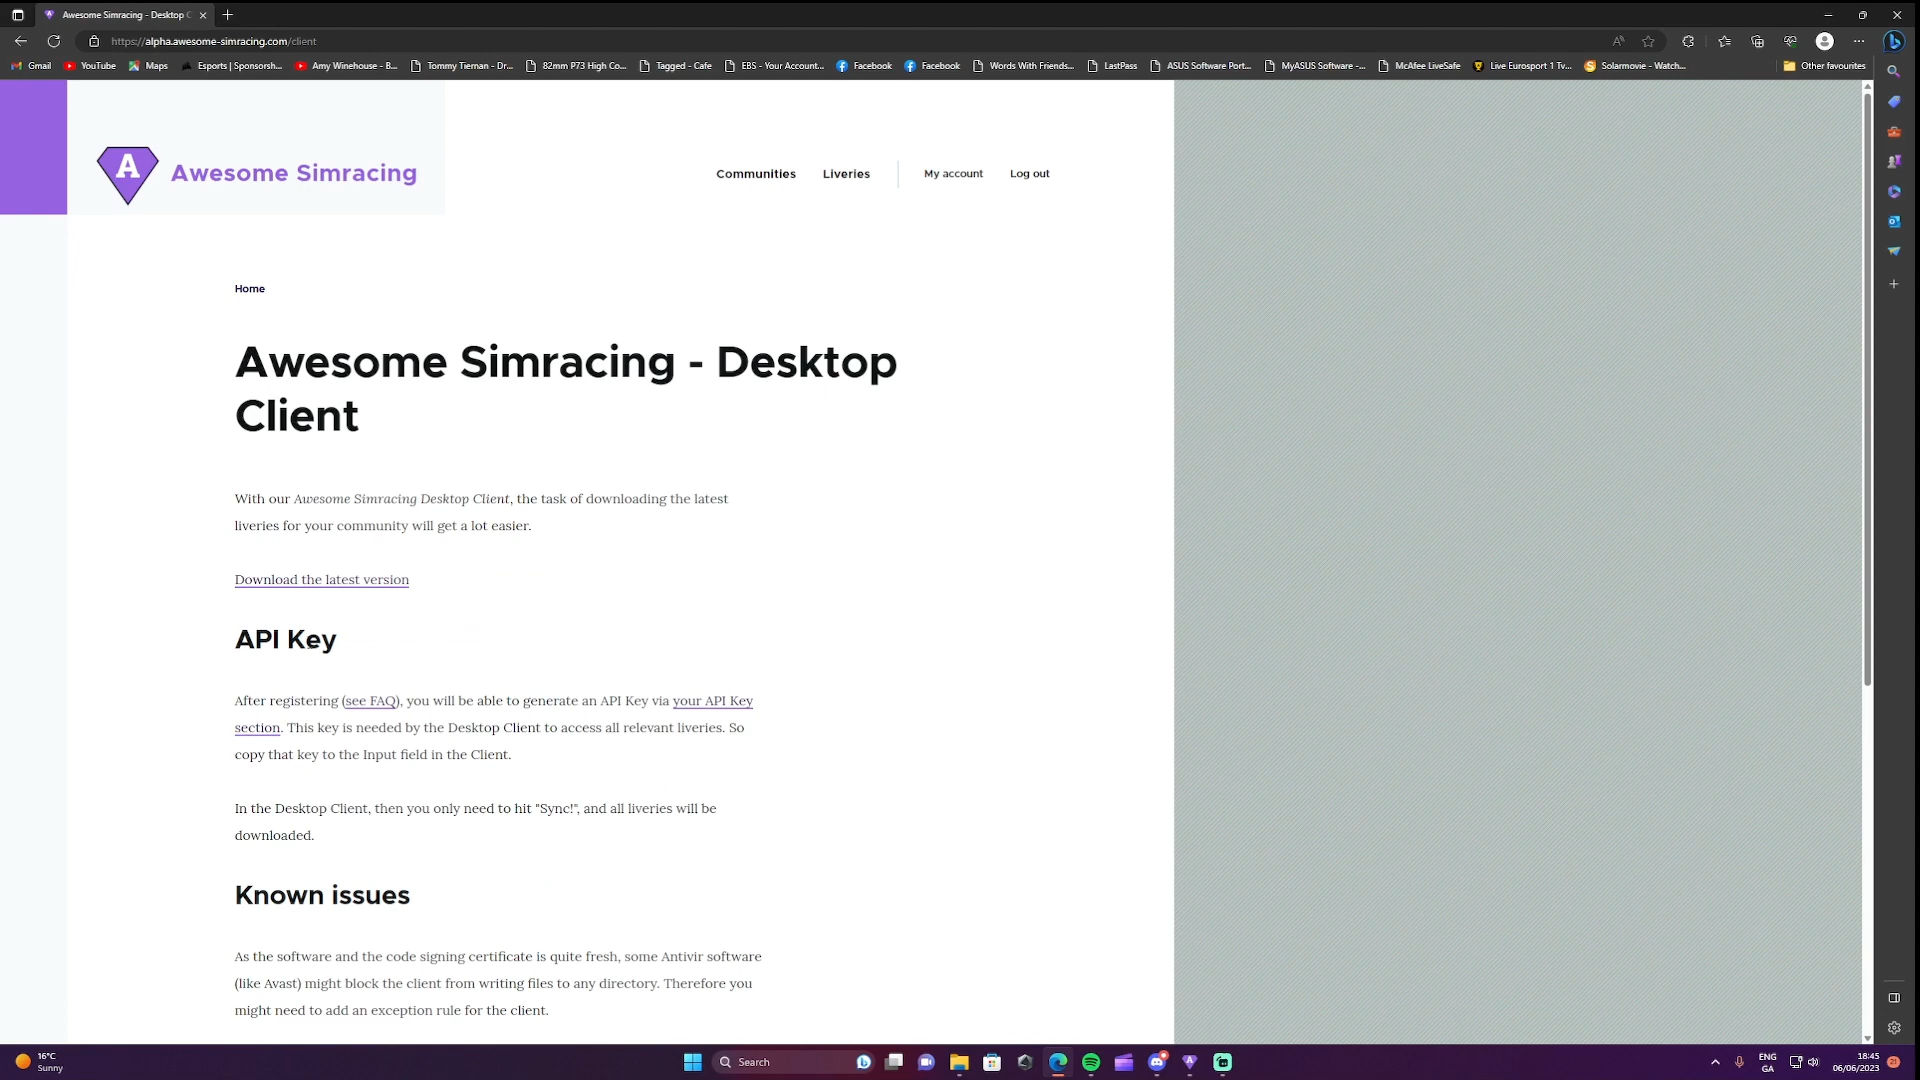 Awesome Simracing - Desktop C
https://alpha.awesome-simracing.com/client
Gmail YouTube Maps Esports | Sponsorsh... Amy Winehouse - B... Tommy Tieman - Dr... 82mm P73 High Co... Tagged - Cafe EBS - Your Account... Facebook Facebook Words With Friends... LastPass ASUS Software Port... MyASUS Software -... McAfee LiveSafe Live Eurosport 1 Tv... Solarmovie - Watch... Other favourites
A Awesome Simracing
Communities Liveries My account Log out
Home
Awesome Simracing - Desktop
Client
With our Awesome Simracing Desktop Client, the task of downloading the latest
liveries for your community will get a lot easier.
Download the latest version
API Key
After registering (see FAQ), you will be able to generate an API Key via your API Key
section. This key is needed by the Desktop Client to access all relevant liveries. So
copy that key to the Input field in the Client.
In the Desktop Client, then you only need to hit "Sync!", and all liveries will be
downloaded.
Known issues
As the software and the code signing certificate is quite fresh, some Antivir software
(like Avast) might block the client from writing files to any directory. Therefore you
might need to add an exception rule for the client.
16°C
Sunny
Search
ENG
GA
18:45
06/06/2023
21